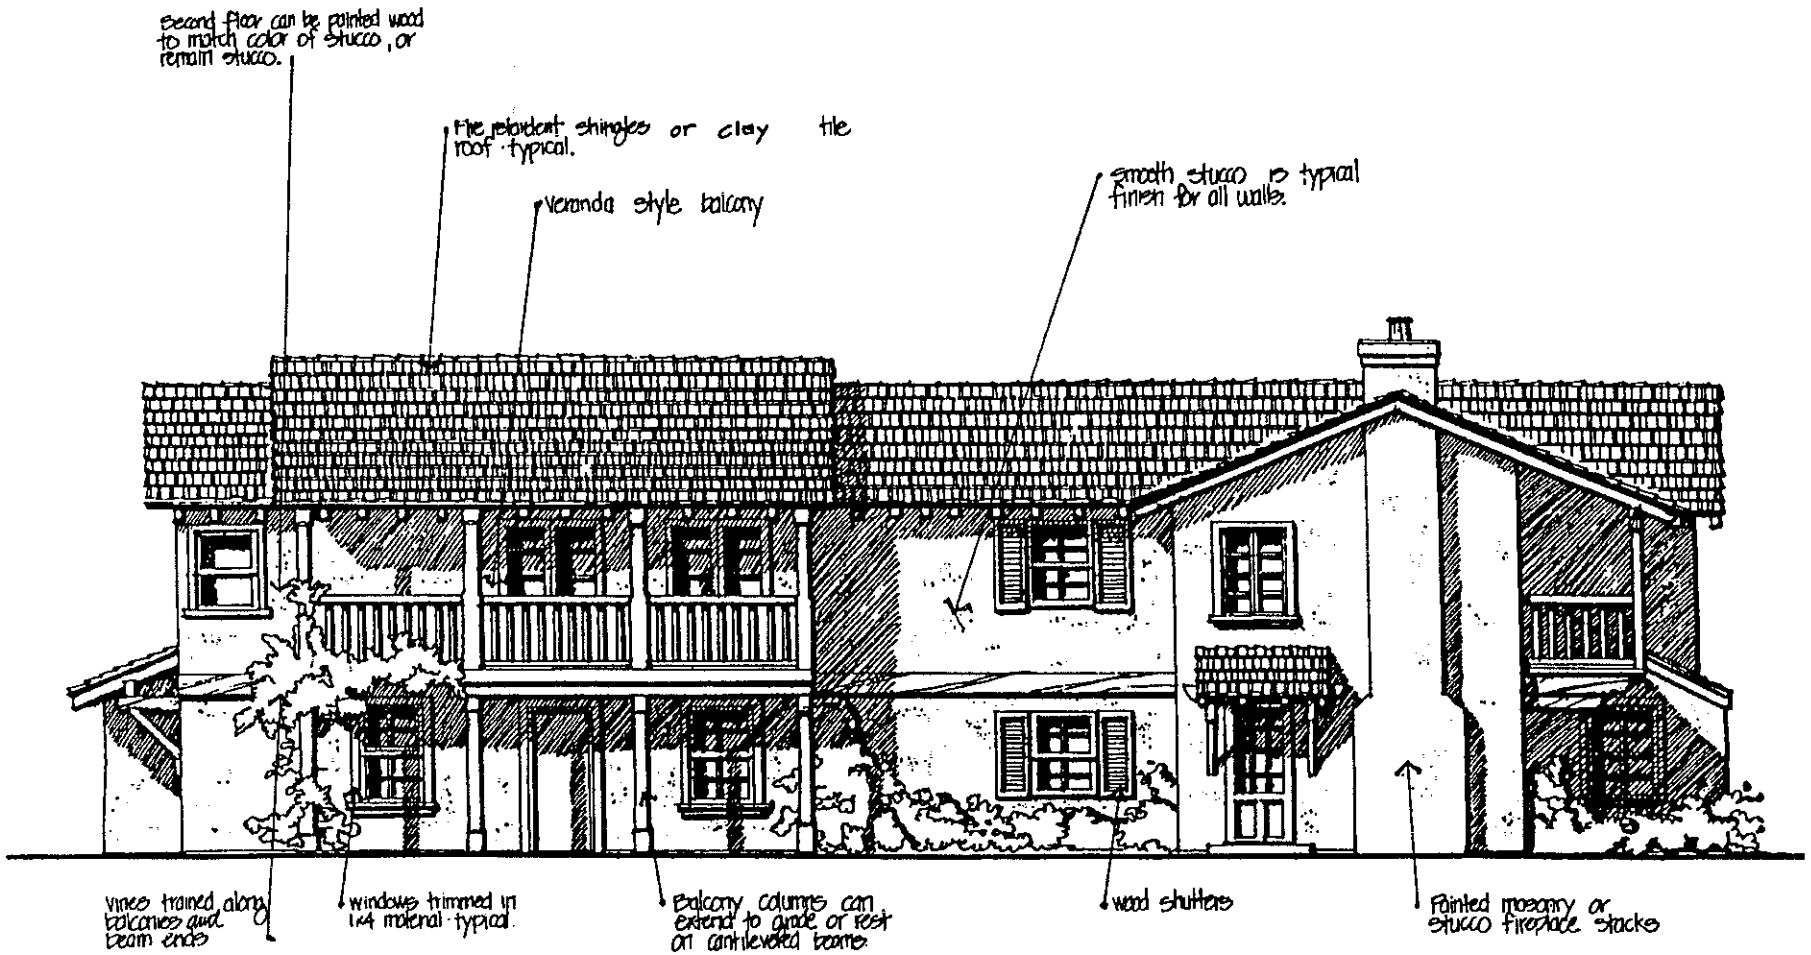 Second floor can be painted wood
to match color of stucco, or
remain stucco.
Fire retardent shingles or clay tile
roof - typical.
Veranda style balcony
smooth stucco is typical
finish for all walls.
vines trained along
balconies and
beam ends
windows trimmed in
1x4 material - typical.
Balcony columns can
extend to grade or rest
on cantilevered beams.
wood shutters
Painted masonry or
stucco fireplace stacks